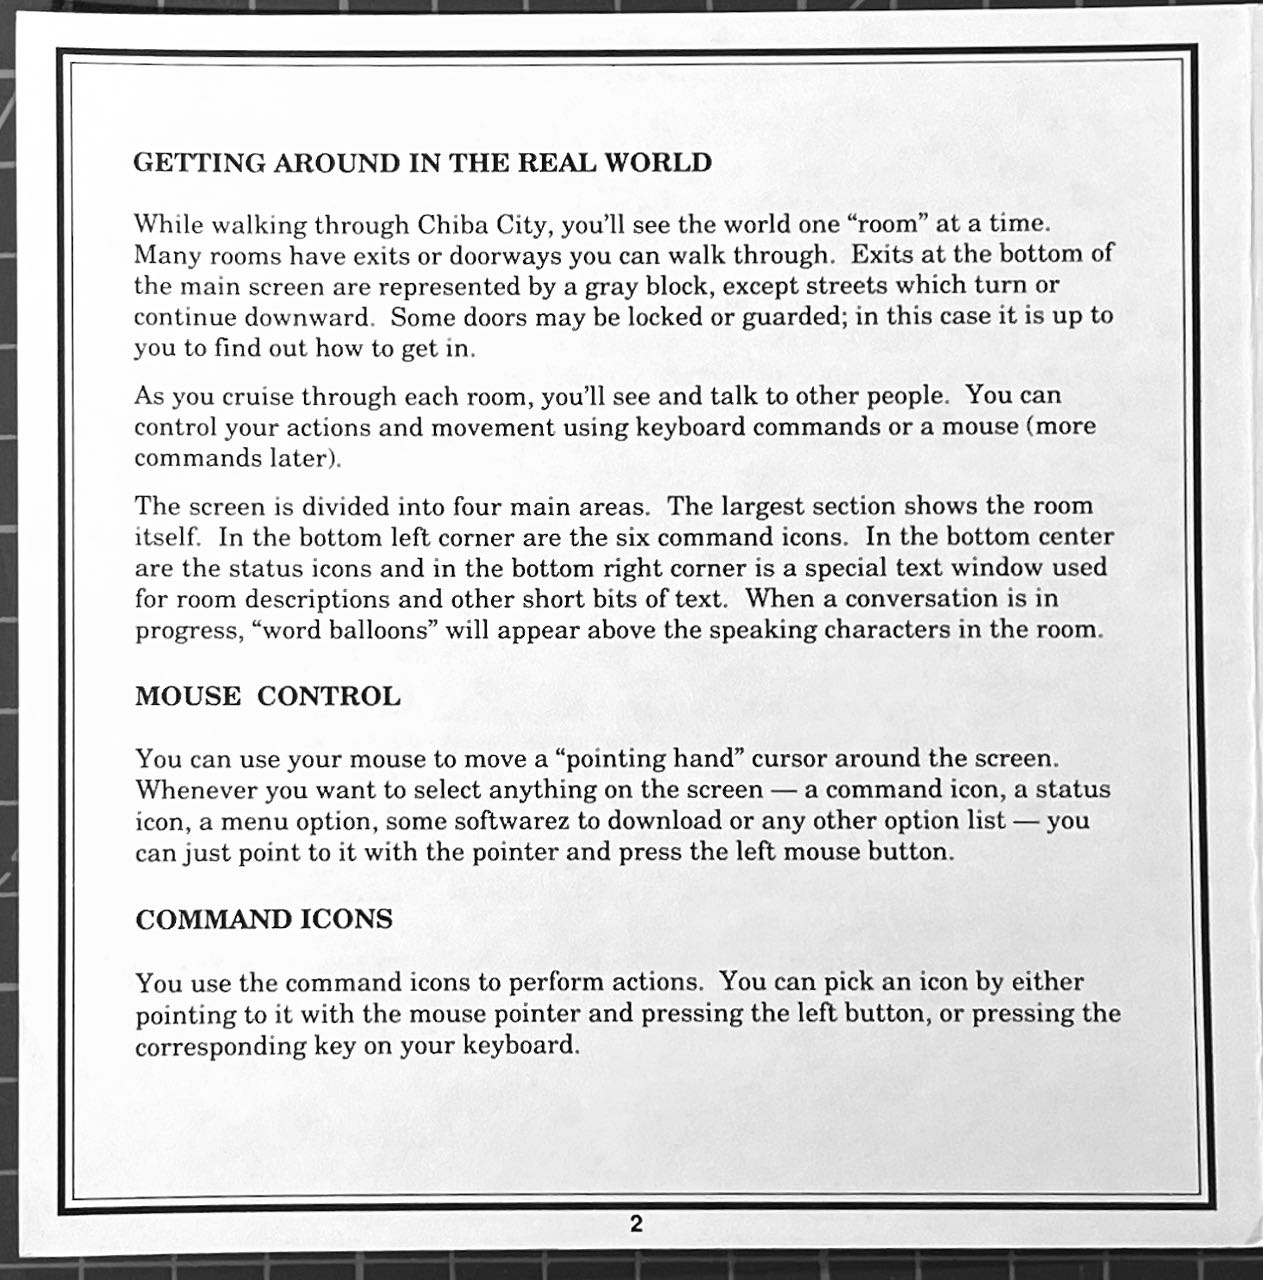 GETTING AROUND IN THE REAL WORLD
While walking through Chiba City, you'll see the world one “room” at a time.
Many rooms have exits or doorways you can walk through.  Exits at the bottom of
the main screen are represented by a gray block, except streets which turn or
continue downward.  Some doors may be locked or guarded; in this case it is up to
you to find out how to get in.
As you cruise through each room, you'll see and talk to other people.  You can
control your actions and movement using keyboard commands or a mouse (more
commands later).
The screen is divided into four main areas.  The largest section shows the room
itself.  In the bottom left corner are the six command icons.  In the bottom center
are the status icons and in the bottom right corner is a special text window used
for room descriptions and other short bits of text.  When a conversation is in
progress, “word balloons” will appear above the speaking characters in the room.
MOUSE  CONTROL
You can use your mouse to move a “pointing hand” cursor around the screen.
Whenever you want to select anything on the screen — a command icon, a status
icon, a menu option, some softwarez to download or any other option list — you
can just point to it with the pointer and press the left mouse button.
COMMAND ICONS
You use the command icons to perform actions.  You can pick an icon by either
pointing to it with the mouse pointer and pressing the left button, or pressing the
corresponding key on your keyboard.
2